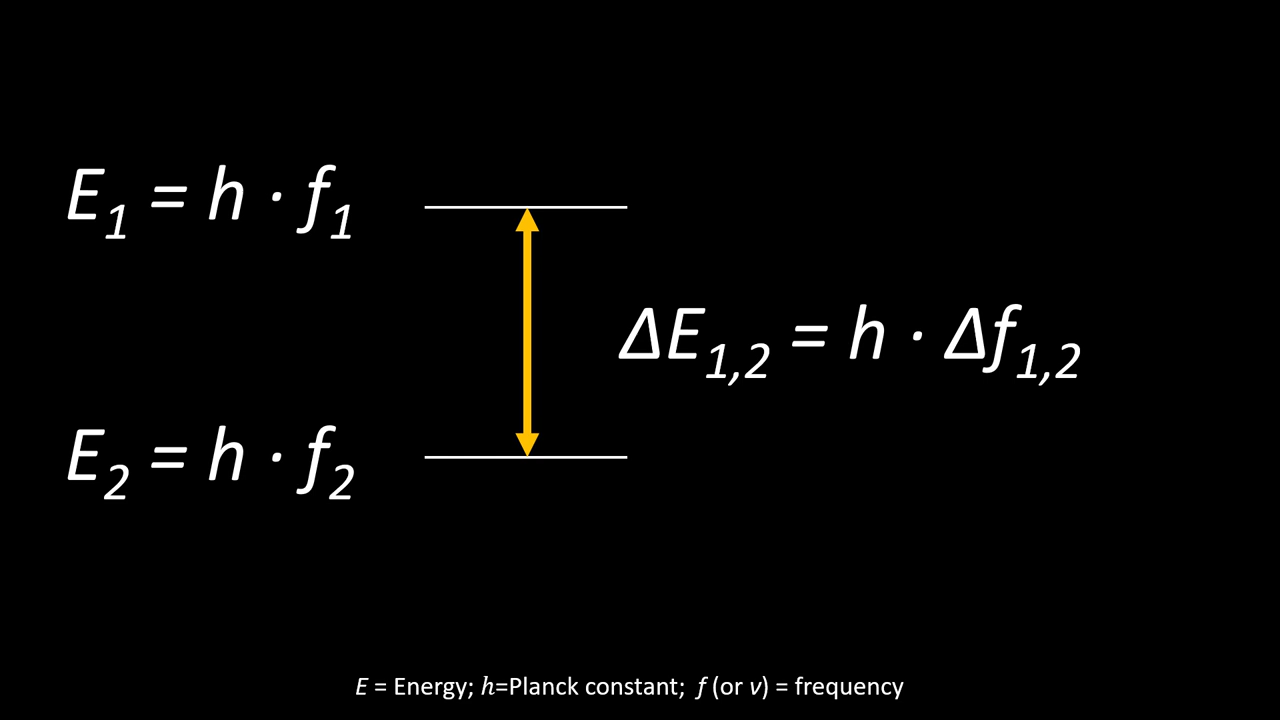 E₁ = h · f₁
ΔE₁,₂ = h · Δf₁,₂
E₂ = h · f₂
E = Energy; h=Planck constant; f (or ν) = frequency